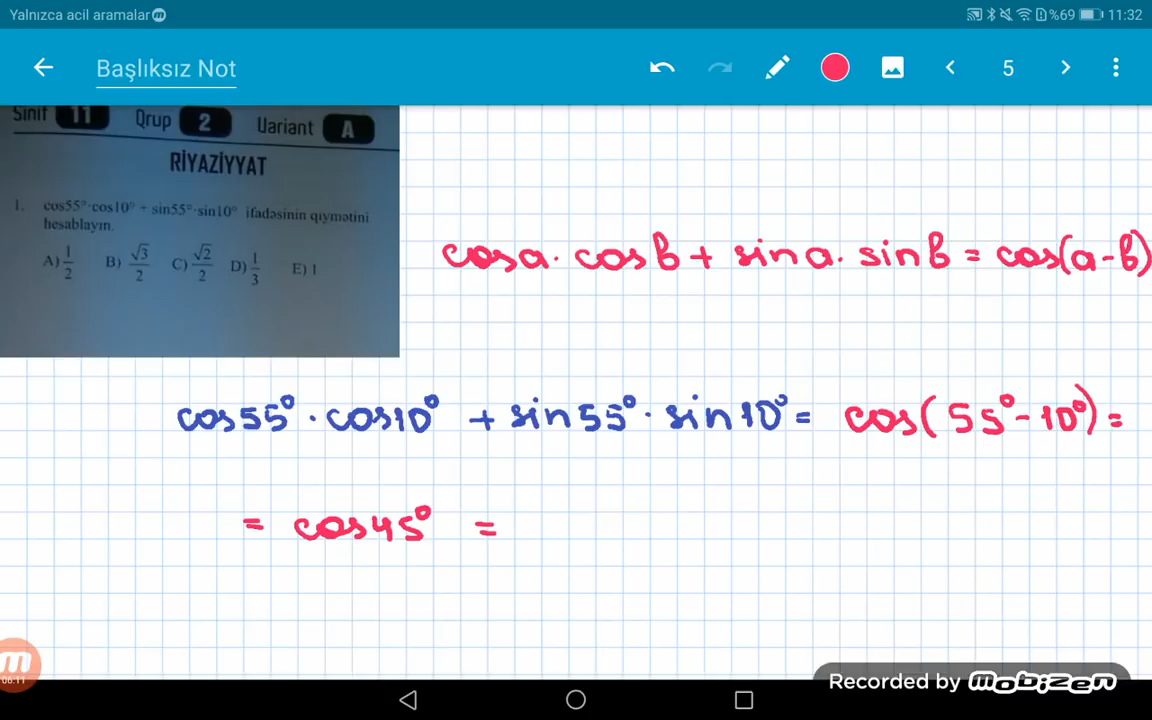 Yalnızca acil aramalar
%69 11:32
Başlıksız Not
5
Sinif 11 Qrup 2 Variant A
RİYAZİYYAT
1. cos55°·cos10° + sin55°·sin10° ifadəsinin qiymətini
hesablayın.
A) 1/2 B) √3/2 C) √2/2 D) 1/3 E) 1
cosa · cosb + sina · sinb = cos(a-b)
cos55° · cos10° + sin55° · sin10° = cos(55°-10°) =
= cos45° =
06:11
Recorded by mobizen